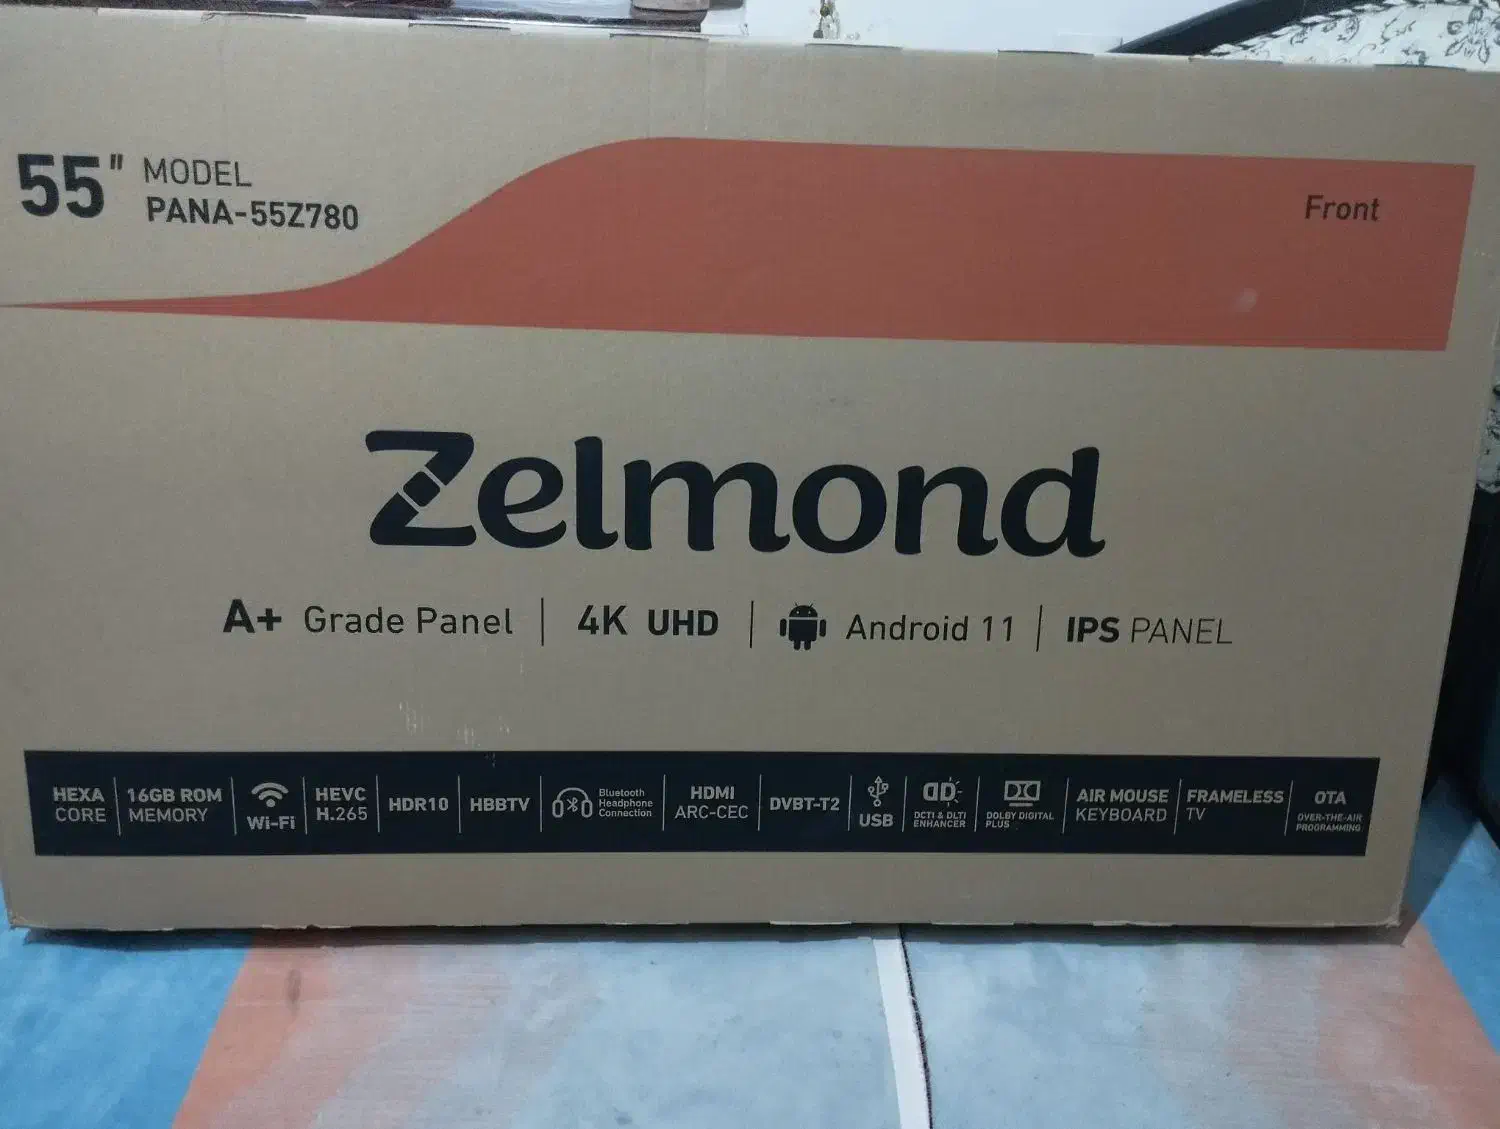 55" MODEL
PANA-55Z780
Front
Zelmond
A+ Grade Panel | 4K UHD | Android 11 | IPS PANEL
HEXA
CORE
16GB ROM
MEMORY
Wi-Fi
HEVC
H.265
HDR10
HBBTV
Bluetooth
Headphone
Connection
HDMI
ARC-CEC
DVBT-T2
USB
DCTI & DLTI
ENHANCER
DOLBY DIGITAL
PLUS
AIR MOUSE
KEYBOARD
FRAMELESS
TV
OTA
OVER-THE-AIR
PROGRAMMING